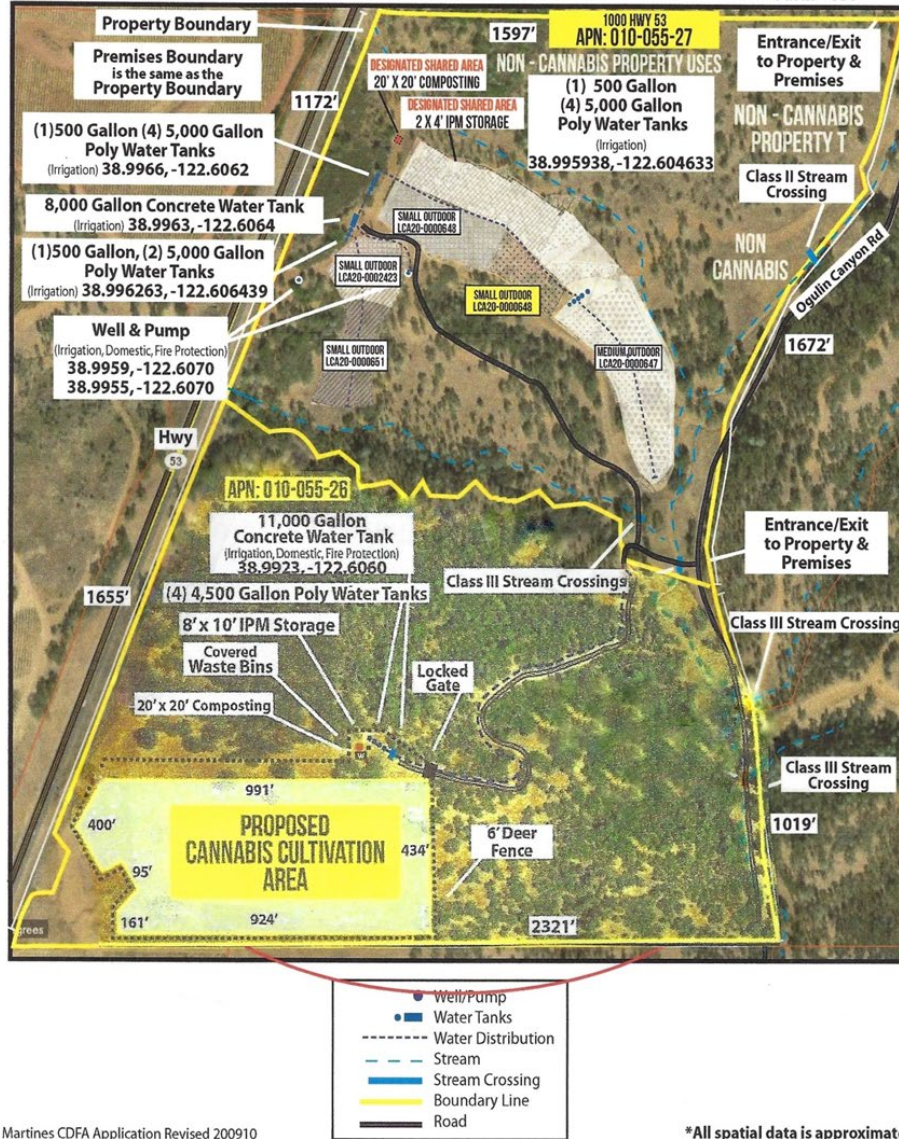 Property Boundary
Premises Boundary
is the same as the
Property Boundary
1172'
1597'
1000 HWY 53
APN: 010-055-27
NON - CANNABIS PROPERTY USES
DESIGNATED SHARED AREA
20' X 20' COMPOSTING
DESIGNATED SHARED AREA
2 X 4' IPM STORAGE
(1) 500 Gallon
(4) 5,000 Gallon
Poly Water Tanks
(Irrigation)
38.995938, -122.604633
Entrance/Exit
to Property &
Premises
NON - CANNABIS
PROPERTY T
Class II Stream
Crossing
NON
CANNABIS
Ogulin Canyon Rd
1672'
(1)500 Gallon (4) 5,000 Gallon
Poly Water Tanks
(Irrigation) 38.9966, -122.6062
8,000 Gallon Concrete Water Tank
(Irrigation) 38.9963, -122.6064
(1)500 Gallon, (2) 5,000 Gallon
Poly Water Tanks
(Irrigation) 38.996263, -122.606439
Well & Pump
(Irrigation, Domestic, Fire Protection)
38.9959, -122.6070
38.9955, -122.6070
SMALL OUTDOOR
LCA20-0000648
SMALL OUTDOOR
LCA20-0002423
SMALL OUTDOOR
LCA20-0000648
SMALL OUTDOOR
LCA20-0000651
MEDIUM OUTDOOR
LCA20-0000647
Hwy
53
APN: 010-055-26
11,000 Gallon
Concrete Water Tank
(Irrigation, Domestic, Fire Protection)
38.9923, -122.6060
(4) 4,500 Gallon Poly Water Tanks
8' x 10' IPM Storage
Covered
Waste Bins
20' x 20' Composting
Locked
Gate
W
Class III Stream Crossings
Entrance/Exit
to Property &
Premises
Class III Stream Crossing
Class III Stream
Crossing
1655'
1019'
991'
400'
95'
161'
924'
434'
PROPOSED
CANNABIS CULTIVATION
AREA
6' Deer
Fence
2321'
rees
Well/Pump
Water Tanks
Water Distribution
Stream
Stream Crossing
Boundary Line
Road
Martines CDFA Application Revised 200910
*All spatial data is approximat